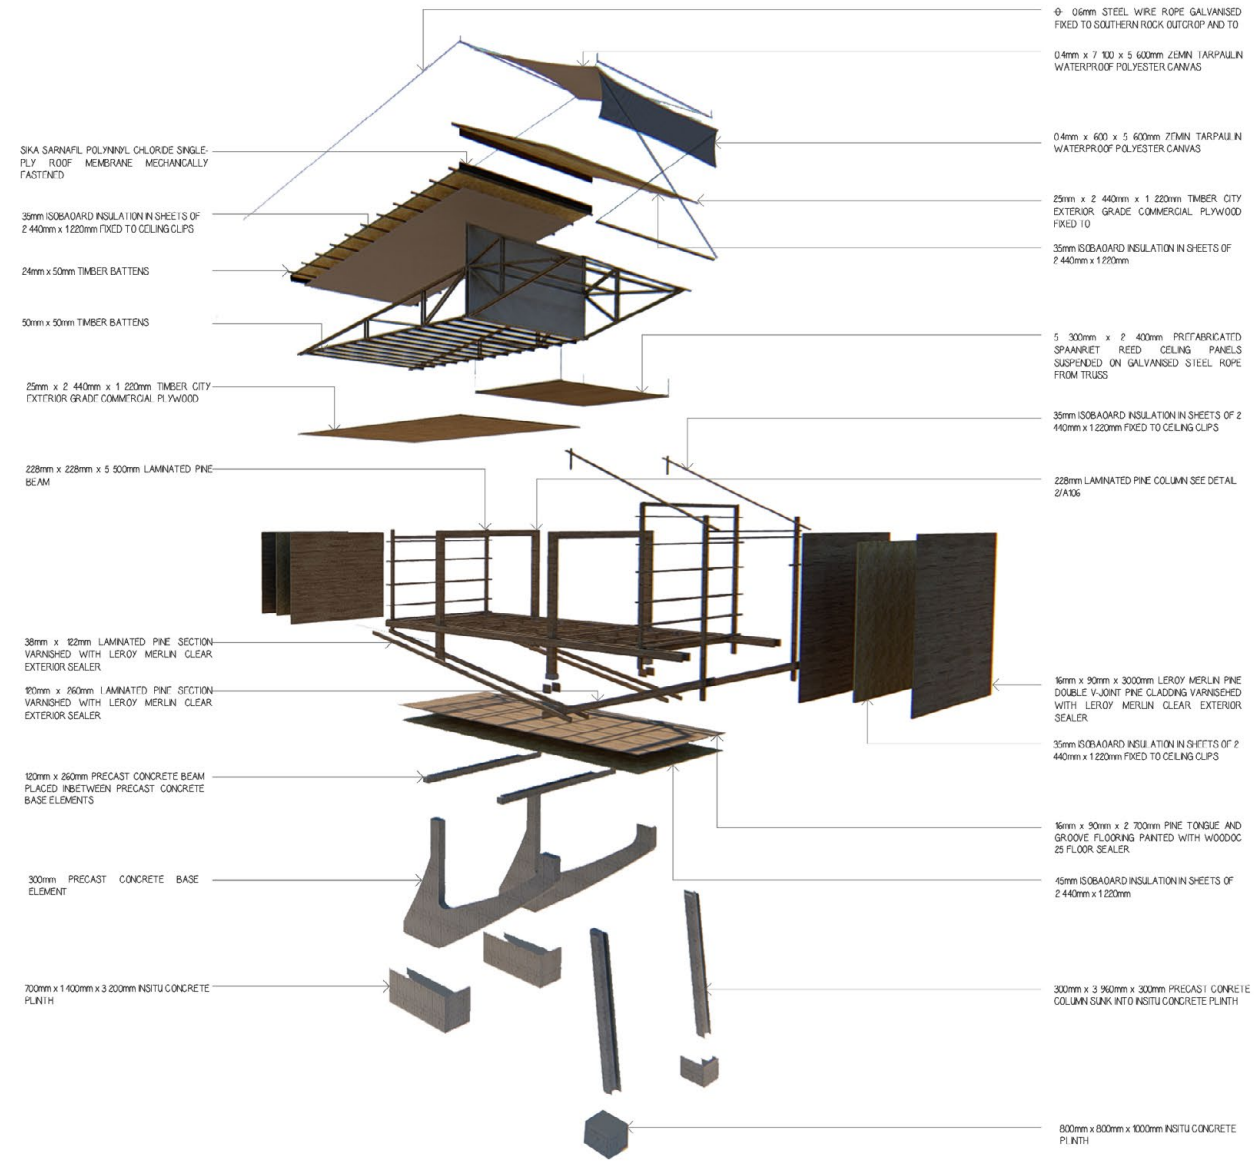 SIKA SARNAFIL POLYNINYL CHLORIDE SINGLE-
PLY ROOF MEMBRANE MECHANICALLY
FASTENED
35mm ISOBAOARD INSULATION IN SHEETS OF
2 440mm x 1 220mm FIXED TO CEILING CLIPS
24mm x 50mm TIMBER BATTENS
50mm x 50mm TIMBER BATTENS
25mm x 2 440mm x 1 220mm TIMBER CITY
EXTERIOR GRADE COMMERCIAL PLYWOOD
228mm x 228mm x 5 500mm LAMINATED PINE
BEAM
38mm x 122mm LAMINATED PINE SECTION
VARNISHED WITH LEROY MERLIN CLEAR
EXTERIOR SEALER
120mm x 260mm LAMINATED PINE SECTION
VARNISHED WITH LEROY MERLIN CLEAR
EXTERIOR SEALER
120mm x 260mm PRECAST CONCRETE BEAM
PLACED INBETWEEN PRECAST CONCRETE
BASE ELEMENTS
300mm PRECAST CONCRETE BASE
ELEMENT
700mm x 1 400mm x 3 200mm INSITU CONCRETE
PLINTH
06mm STEEL WIRE ROPE GALVANISED
FIXED TO SOUTHERN ROCK OUTCROP AND TO
0.4mm x 7 100 x 5 600mm ZEMIN TARPAULIN
WATERPROOF POLYESTER CANVAS
0.4mm x 600 x 5 600mm ZEMIN TARPAULIN
WATERPROOF POLYESTER CANVAS
25mm x 2 440mm x 1 220mm TIMBER CITY
EXTERIOR GRADE COMMERCIAL PLYWOOD
FIXED TO
35mm ISOBAOARD INSULATION IN SHEETS OF
2 440mm x 1 220mm
5 300mm x 2 400mm PREFABRICATED
SPAANRIET REED CEILING PANELS
SUSPENDED ON GALVANISED STEEL ROPE
FROM TRUSS
35mm ISOBAOARD INSULATION IN SHEETS OF 2
440mm x 1 220mm FIXED TO CEILING CLIPS
228mm LAMINATED PINE COLUMN SEE DETAIL
2/A106
16mm x 90mm x 3000mm LEROY MERLIN PINE
DOUBLE V-JOINT PINE CLADDING VARNISEHED
WITH LEROY MERLIN CLEAR EXTERIOR
SEALER
35mm ISOBAOARD INSULATION IN SHEETS OF 2
440mm x 1 220mm FIXED TO CEILING CLIPS
16mm x 90mm x 2 700mm PINE TONGUE AND
GROOVE FLOORING PAINTED WITH WOODOC
25 FLOOR SEALER
45mm ISOBAOARD INSULATION IN SHEETS OF
2 440mm x 1 220mm
300mm x 3 960mm x 300mm PRECAST CONRETE
COLUMN SUNK INTO INSITU CONCRETE PLINTH
800mm x 800mm x 1000mm INSITU CONCRETE
PLINTH